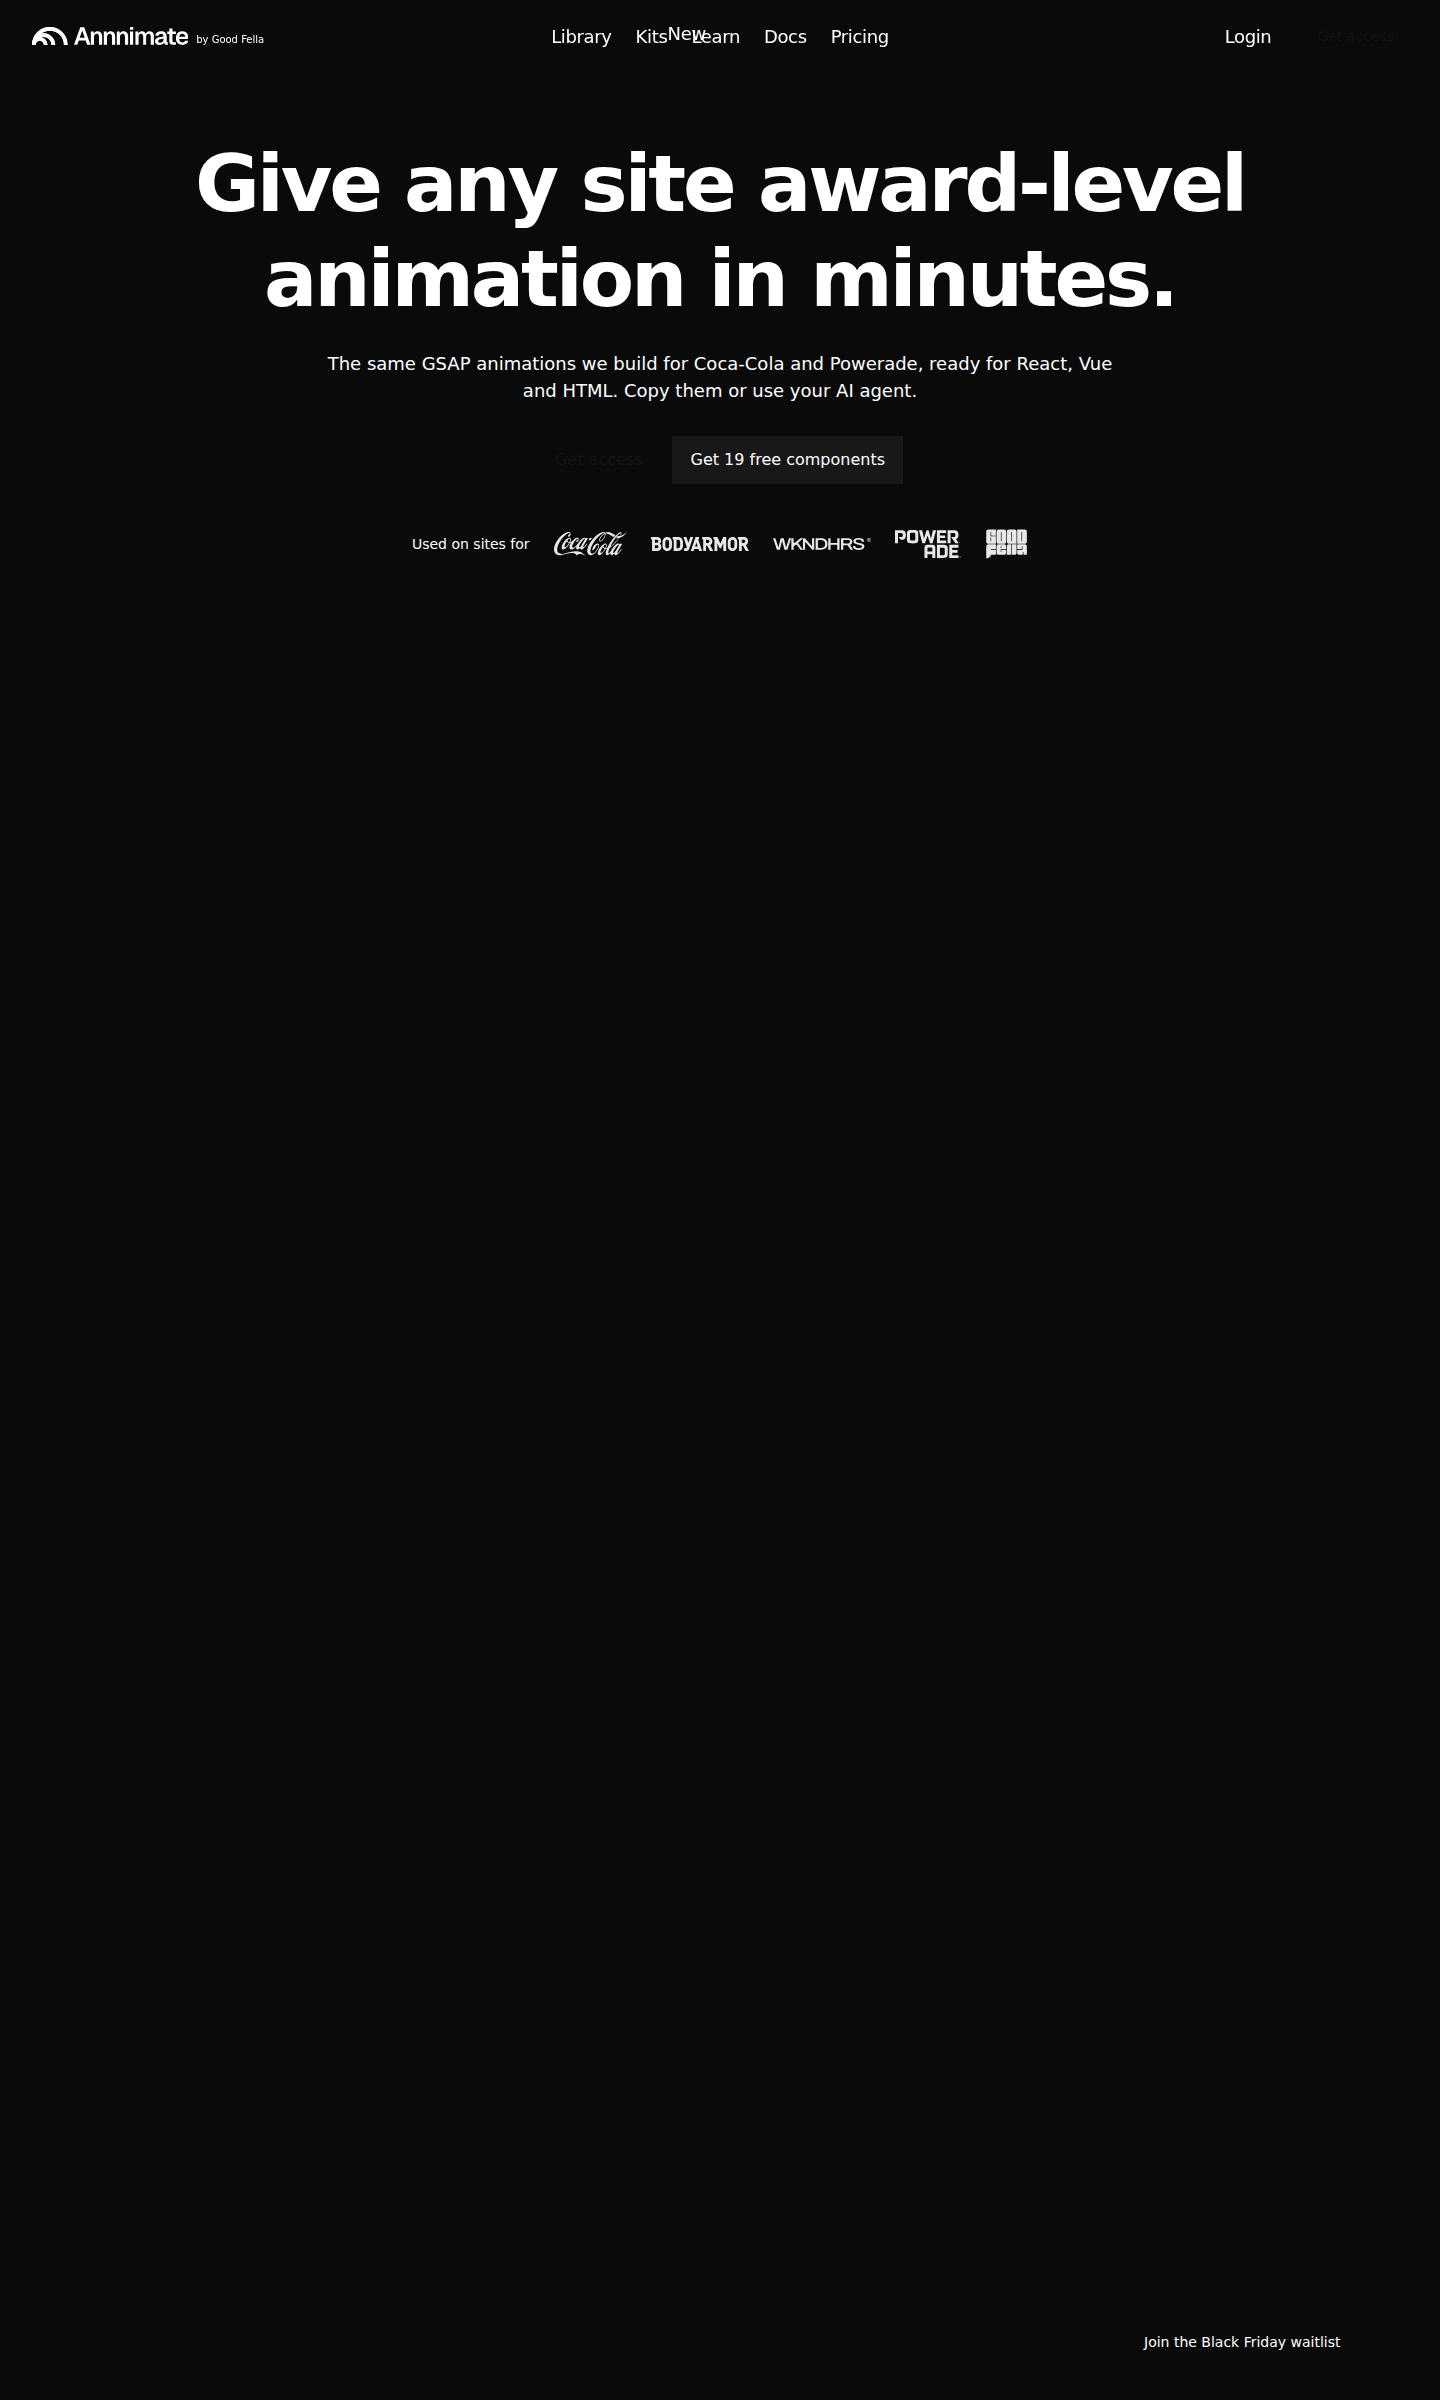 Annnimate by Good Fella
Library Kits New Learn Docs Pricing
Login
Get access
Give any site award-level
animation in minutes.
The same GSAP animations we build for Coca-Cola and Powerade, ready for React, Vue
and HTML. Copy them or use your AI agent.
Get access
Get 19 free components
Used on sites for
Coca-Cola
BODYARMOR
WKNDHRS
POWER
ADE
GOOD
Fella
Join the Black Friday waitlist